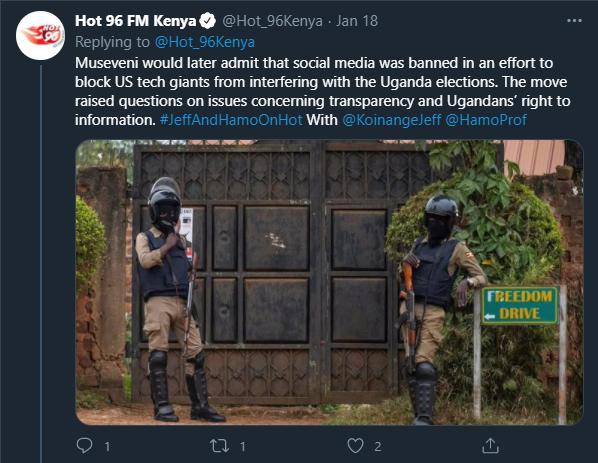 Hot 96 FM Kenya @Hot_96Kenya · Jan 18
Replying to @Hot_96Kenya
Museveni would later admit that social media was banned in an effort to
block US tech giants from interfering with the Uganda elections. The move
raised questions on issues concerning transparency and Ugandans’ right to
information. #JeffAndHamoOnHot With @KoinangeJeff @HamoProf
FREEDOM
DRIVE
1
1
2